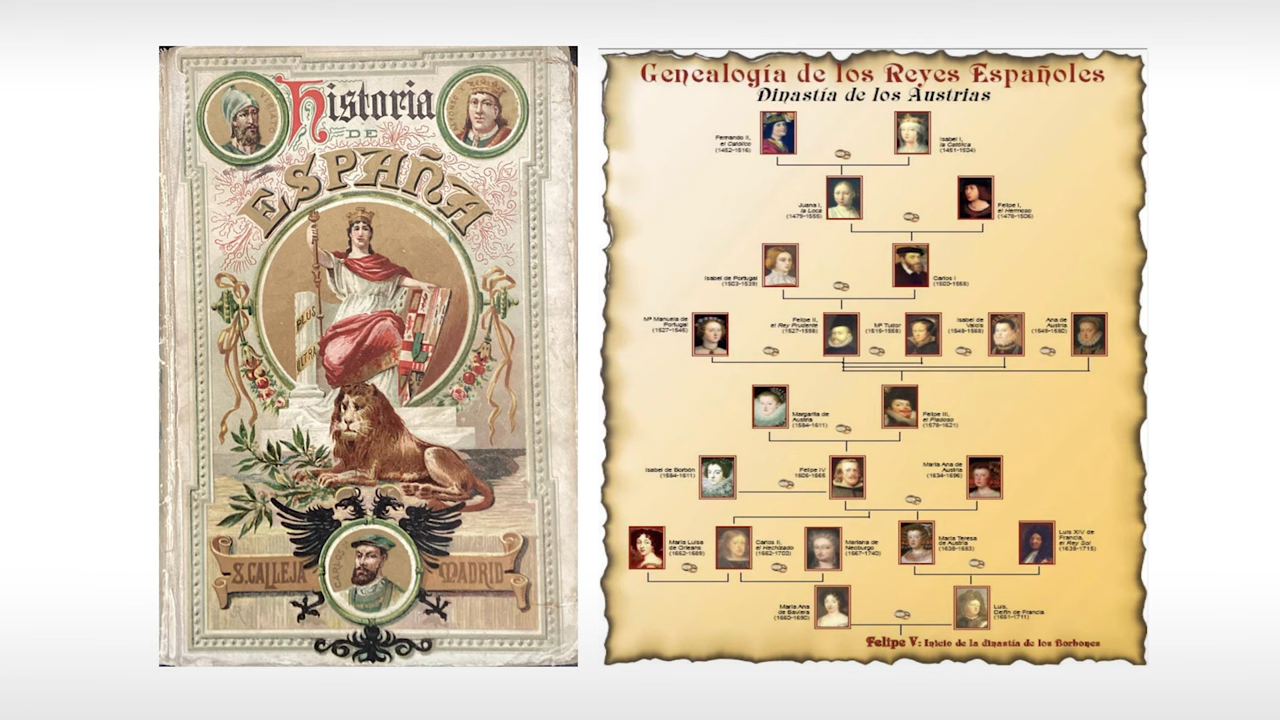 Historia
DE
ESPAÑA
VIRIATO
PLUS
ULTRA
S. CALLEJA
MADRID
Genealogía de los Reyes Españoles
Dinastía de los Austrias
Fernando II,
el Católico
(1452-1516)
Isabel I,
la Católica
(1451-1504)
Juana I,
la Loca
(1479-1555)
Felipe I,
el Hermoso
(1478-1506)
Isabel de Portugal
(1503-1539)
Carlos I
(1500-1558)
Mª Manuela de
Portugal
(1527-1545)
Felipe II,
el Rey Prudente
(1527-1598)
Mª Tudor
(1516-1558)
Isabel de
Valois
(1546-1568)
Ana de
Austria
(1549-1580)
Margarita de
Austria
(1584-1611)
Felipe III,
el Piadoso
(1578-1621)
Isabel de Borbón
(1584-1611)
Felipe IV
1605-1665
María Ana de
Austria
(1634-1696)
María Luisa
de Orleans
(1662-1689)
Carlos II,
el Hechizado
(1662-1700)
Mariana de
Neoburgo
(1667-1740)
María Teresa
de Austria
(1638-1683)
Luis XIV de
Francia,
el Rey Sol
(1638-1715)
María Ana
de Baviera
(1660-1690)
Luis,
Delfín de Francia
(1661-1711)
Felipe V: Inicio de la dinastía de los Borbones